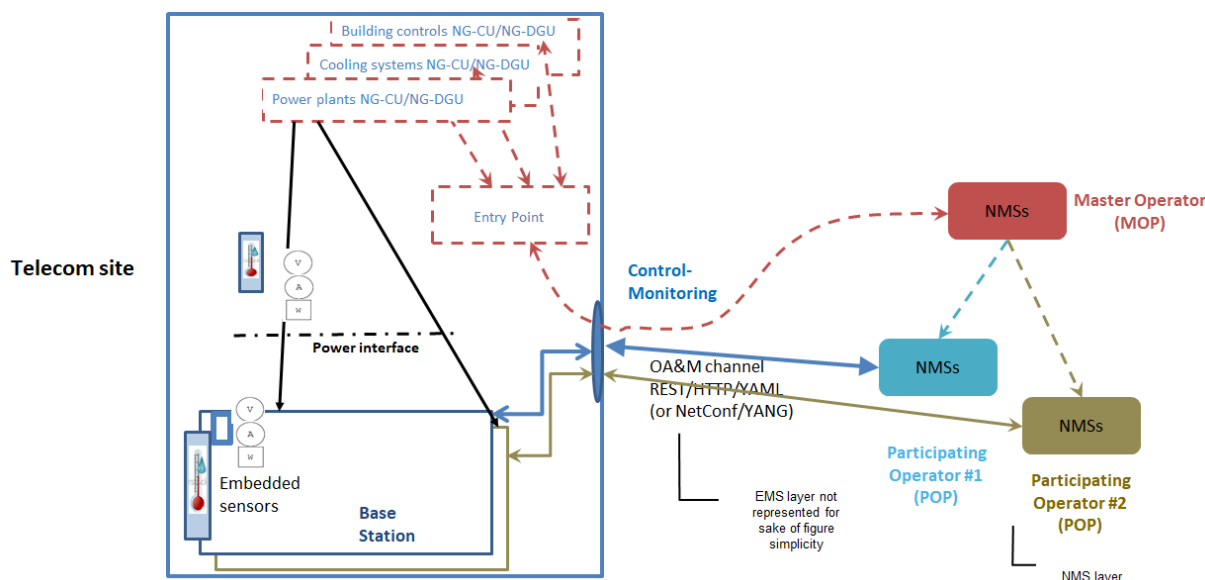 Building controls NG-CU/NG-DGU
Cooling systems NG-CU/NG-DGU
Power plants NG-CU/NG-DGU
Entry Point
NMSs
Master Operator
(MOP)
Telecom site
V
A
W
Control-
Monitoring
Power interface
OA&M channel
REST/HTTP/YAML
(or NetConf/YANG)
NMSs
NMSs
V
A
W
Embedded
sensors
Base
Station
Participating
Operator #1
(POP)
Participating
Operator #2
(POP)
EMS layer not
represented for
sake of figure
simplicity
NMS layer